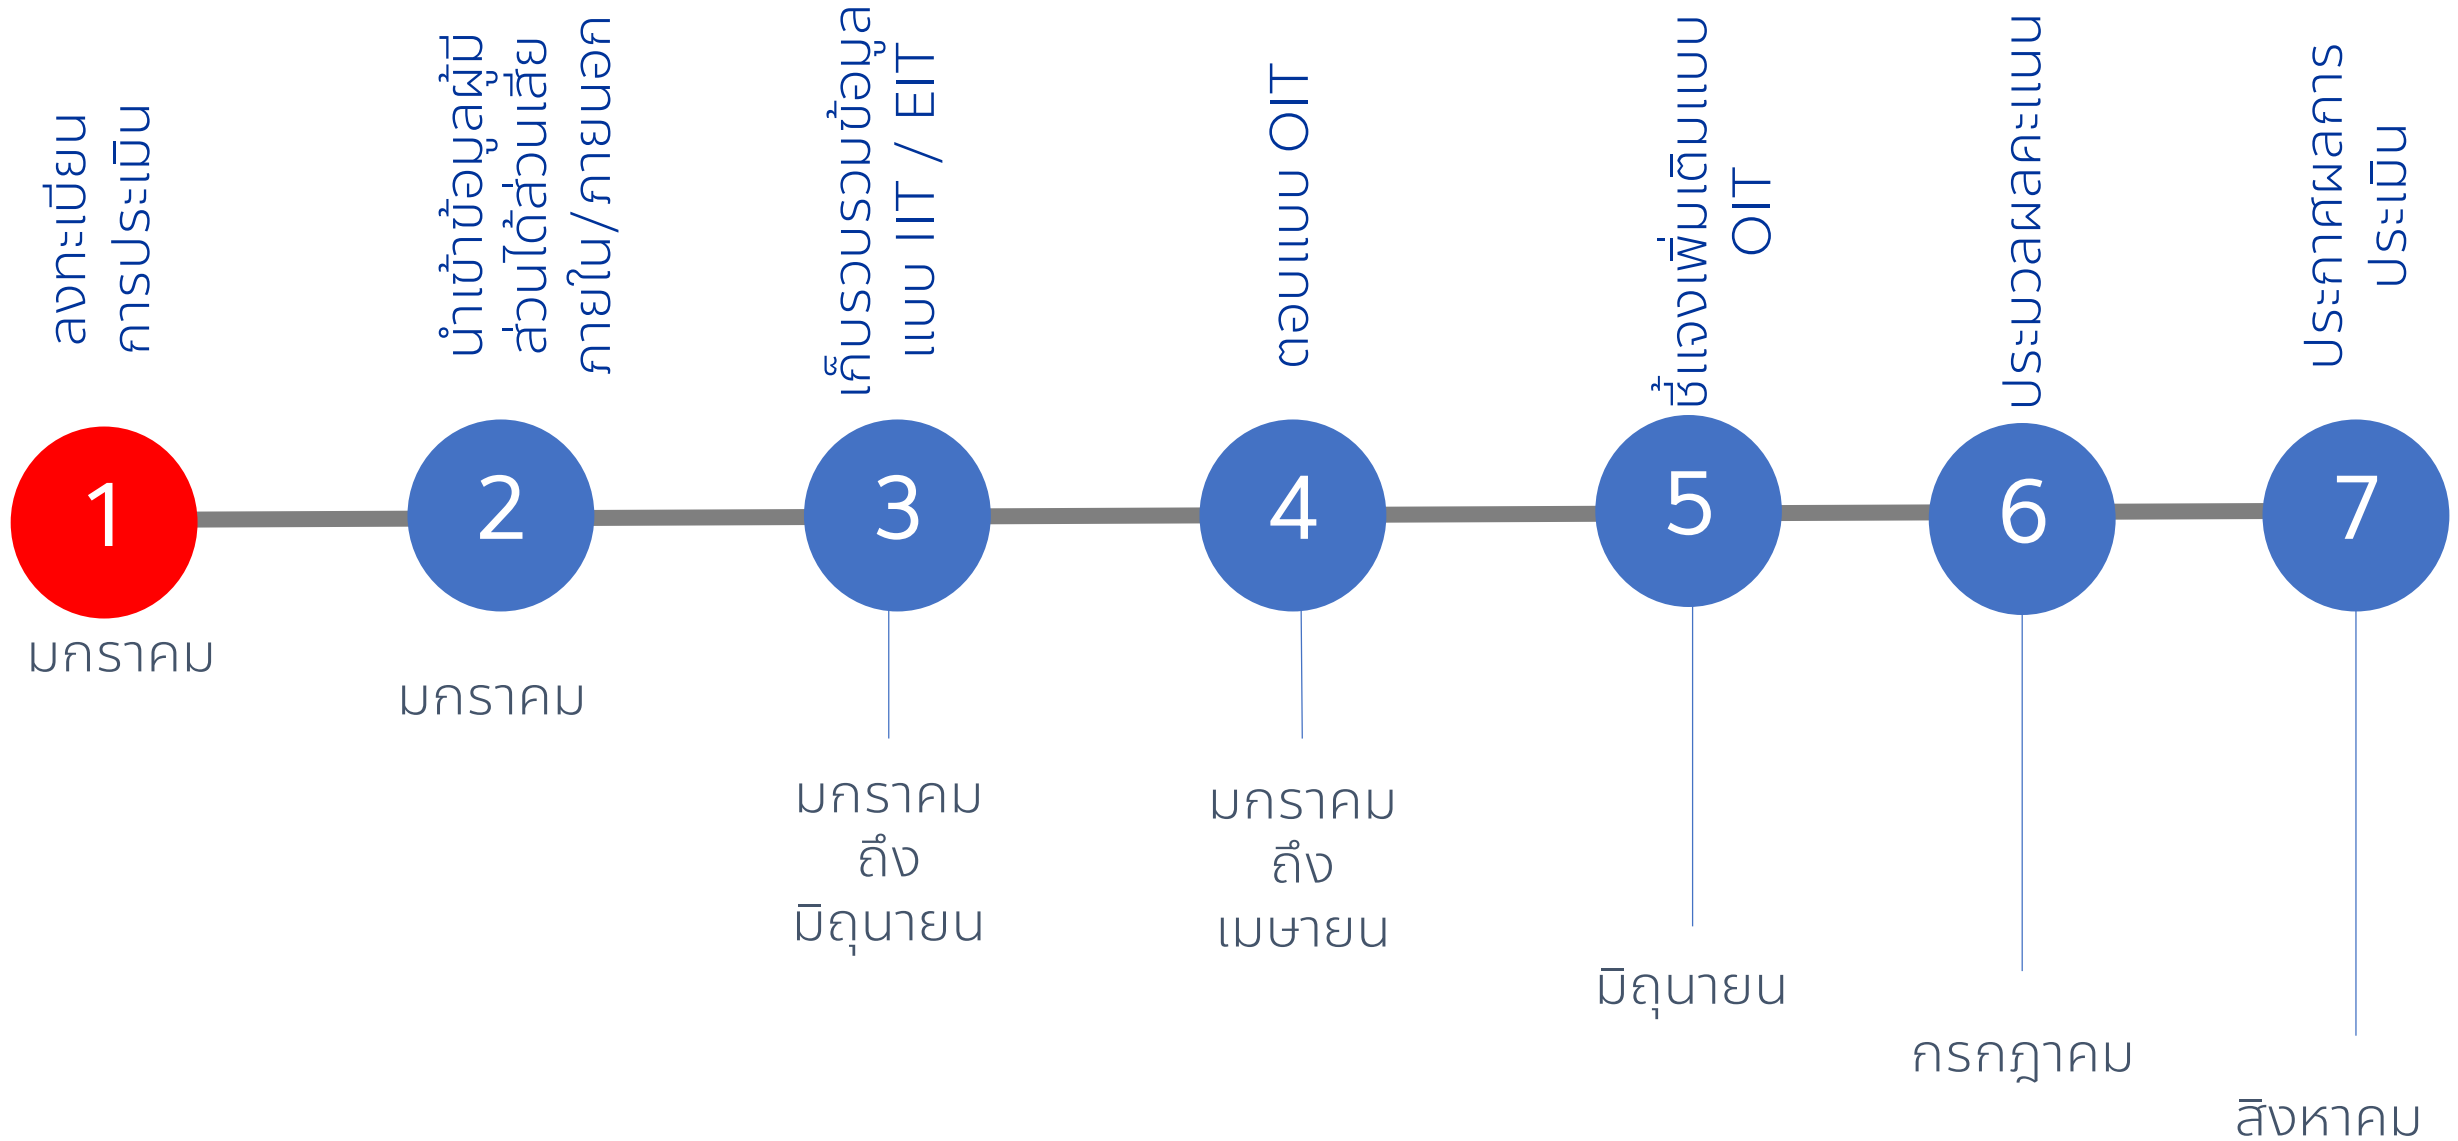 ลงทะเบียน
การประเมิน
นำเข้าข้อมูลผู้มี
ส่วนได้ส่วนเสีย
ภายใน/ภายนอก
เก็บรวบรวมข้อมูล
แบบ IIT / EIT
ตอบแบบ OIT
ชี้แจงเพิ่มเติมแบบ
OIT
ประมวลผลคะแนน
ประกาศผลการ
ประเมิน
1
2
3
4
5
6
7
มกราคม
มกราคม
มกราคม
ถึง
มิถุนายน
มกราคม
ถึง
เมษายน
มิถุนายน
กรกฎาคม
สิงหาคม